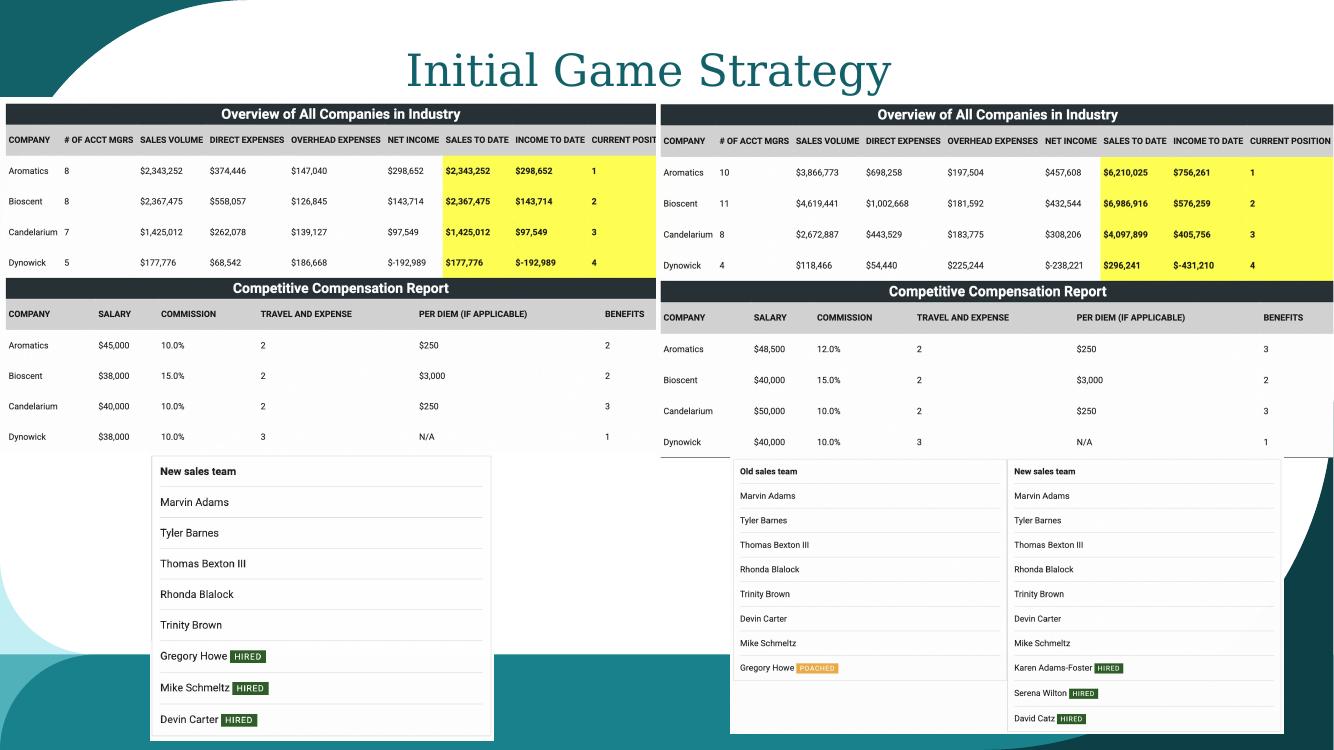 Initial Game Strategy
Overview of All Companies in Industry
COMPANY # OF ACCT MGRS SALES VOLUME DIRECT EXPENSES OVERHEAD EXPENSES NET INCOME SALES TO DATE INCOME TO DATE CURRENT POSIT
Aromatics 8 $2,343,252 $374,446 $147,040 $298,652 $2,343,252 $298,652 1
Bioscent 8 $2,367,475 $558,057 $126,845 $143,714 $2,367,475 $143,714 2
Candelarium 7 $1,425,012 $262,078 $139,127 $97,549 $1,425,012 $97,549 3
Dynowick 5 $177,776 $68,542 $186,668 $-192,989 $177,776 $-192,989 4
Competitive Compensation Report
COMPANY SALARY COMMISSION TRAVEL AND EXPENSE PER DIEM (IF APPLICABLE) BENEFITS
Aromatics $45,000 10.0% 2 $250 2
Bioscent $38,000 15.0% 2 $3,000 2
Candelarium $40,000 10.0% 2 $250 3
Dynowick $38,000 10.0% 3 N/A 1
New sales team
Marvin Adams
Tyler Barnes
Thomas Bexton III
Rhonda Blalock
Trinity Brown
Gregory Howe HIRED
Mike Schmeltz HIRED
Devin Carter HIRED
Overview of All Companies in Industry
COMPANY # OF ACCT MGRS SALES VOLUME DIRECT EXPENSES OVERHEAD EXPENSES NET INCOME SALES TO DATE INCOME TO DATE CURRENT POSITION
Aromatics 10 $3,866,773 $698,258 $197,504 $457,608 $6,210,025 $756,261 1
Bioscent 11 $4,619,441 $1,002,668 $181,592 $432,544 $6,986,916 $576,259 2
Candelarium 8 $2,672,887 $443,529 $183,775 $308,206 $4,097,899 $405,756 3
Dynowick 4 $118,466 $54,440 $225,244 $-238,221 $296,241 $-431,210 4
Competitive Compensation Report
COMPANY SALARY COMMISSION TRAVEL AND EXPENSE PER DIEM (IF APPLICABLE) BENEFITS
Aromatics $48,500 12.0% 2 $250 3
Bioscent $40,000 15.0% 2 $3,000 2
Candelarium $50,000 10.0% 2 $250 3
Dynowick $40,000 10.0% 3 N/A 1
Old sales team
Marvin Adams
Tyler Barnes
Thomas Bexton III
Rhonda Blalock
Trinity Brown
Devin Carter
Mike Schmeltz
Gregory Howe POACHED
New sales team
Marvin Adams
Tyler Barnes
Thomas Bexton III
Rhonda Blalock
Trinity Brown
Devin Carter
Mike Schmeltz
Karen Adams-Foster HIRED
Serena Wilton HIRED
David Catz HIRED